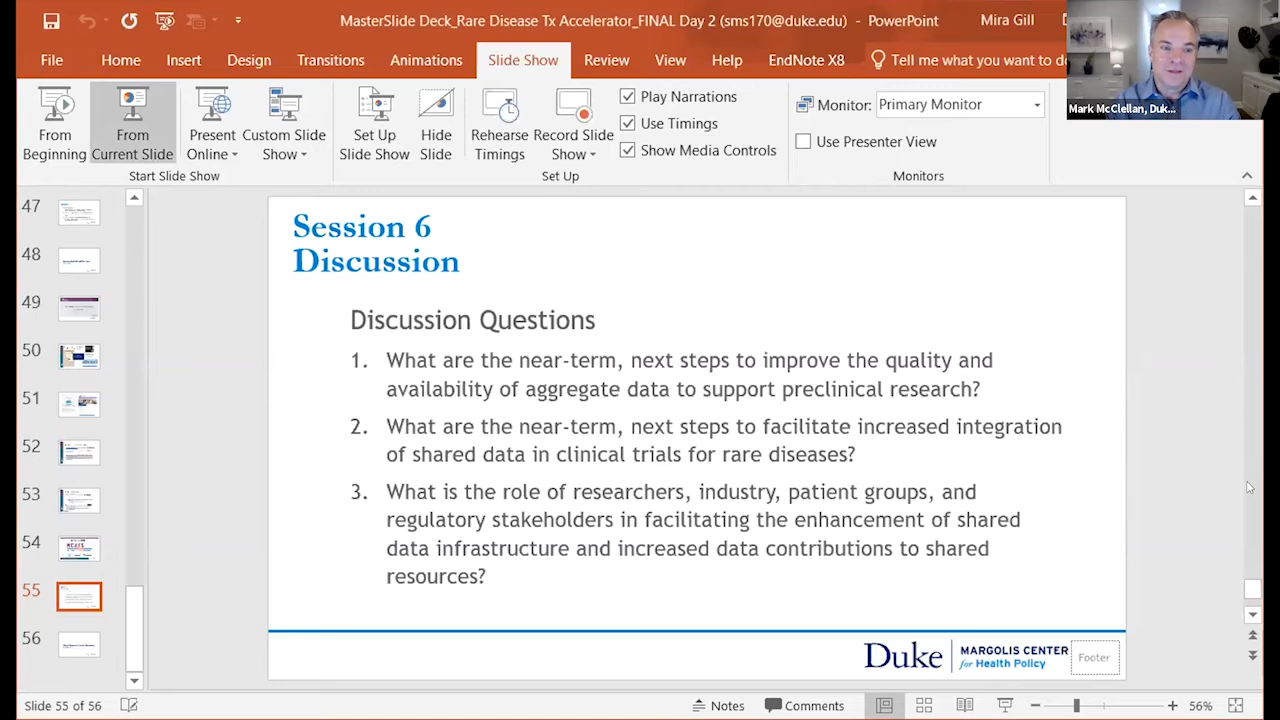 MasterSlide Deck_Rare Disease Tx Accelerator_FINAL Day 2 (sms170@duke.edu) - PowerPoint
Mira Gill
File Home Insert Design Transitions Animations Slide Show Review View Help EndNote X8 Tell me what you want to do
Mark McClellan, Duk...
From Beginning
From Current Slide
Present Online
Custom Slide Show
Start Slide Show
Set Up Slide Show
Hide Slide
Rehearse Timings
Record Slide Show
Play Narrations
Use Timings
Show Media Controls
Set Up
Monitor: Primary Monitor
Use Presenter View
Monitors
47
48
49
50
51
52
53
54
55
56
Session 6
Discussion
Discussion Questions
1. What are the near-term, next steps to improve the quality and
availability of aggregate data to support preclinical research?
2. What are the near-term, next steps to facilitate increased integration
of shared data in clinical trials for rare diseases?
3. What is the role of researchers, industry, patient groups, and
regulatory stakeholders in facilitating the enhancement of shared
data infrastructure and increased data contributions to shared
resources?
Duke MARGOLIS CENTER
for Health Policy
Footer
Slide 55 of 56
Notes
Comments
56%